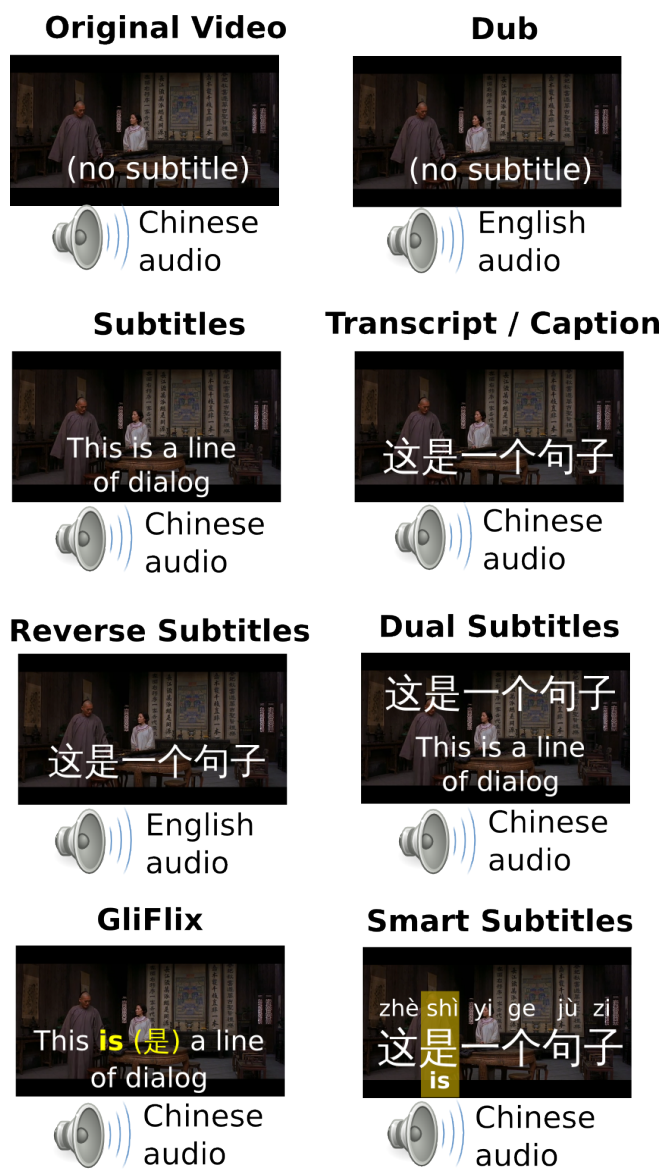 Original Video
Dub
(no subtitle)
(no subtitle)
Chinese
audio
English
audio
Subtitles
Transcript / Caption
This is a line
of dialog
这是一个句子
Chinese
audio
Chinese
audio
Reverse Subtitles
Dual Subtitles
这是一个句子
这是一个句子
This is a line
of dialog
English
audio
Chinese
audio
GliFlix
Smart Subtitles
This is (是) a line
of dialog
zhè shì yi ge jù zi
这是一个句子
is
Chinese
audio
Chinese
audio